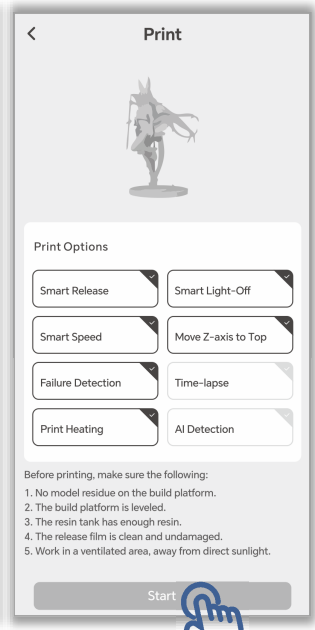 Print
Print Options
Smart Release
Smart Light-Off
Smart Speed
Move Z-axis to Top
Failure Detection
Time-lapse
Print Heating
AI Detection
Before printing, make sure the following:
1. No model residue on the build platform.
2. The build platform is leveled.
3. The resin tank has enough resin.
4. The release film is clean and undamaged.
5. Work in a ventilated area, away from direct sunlight.
Start